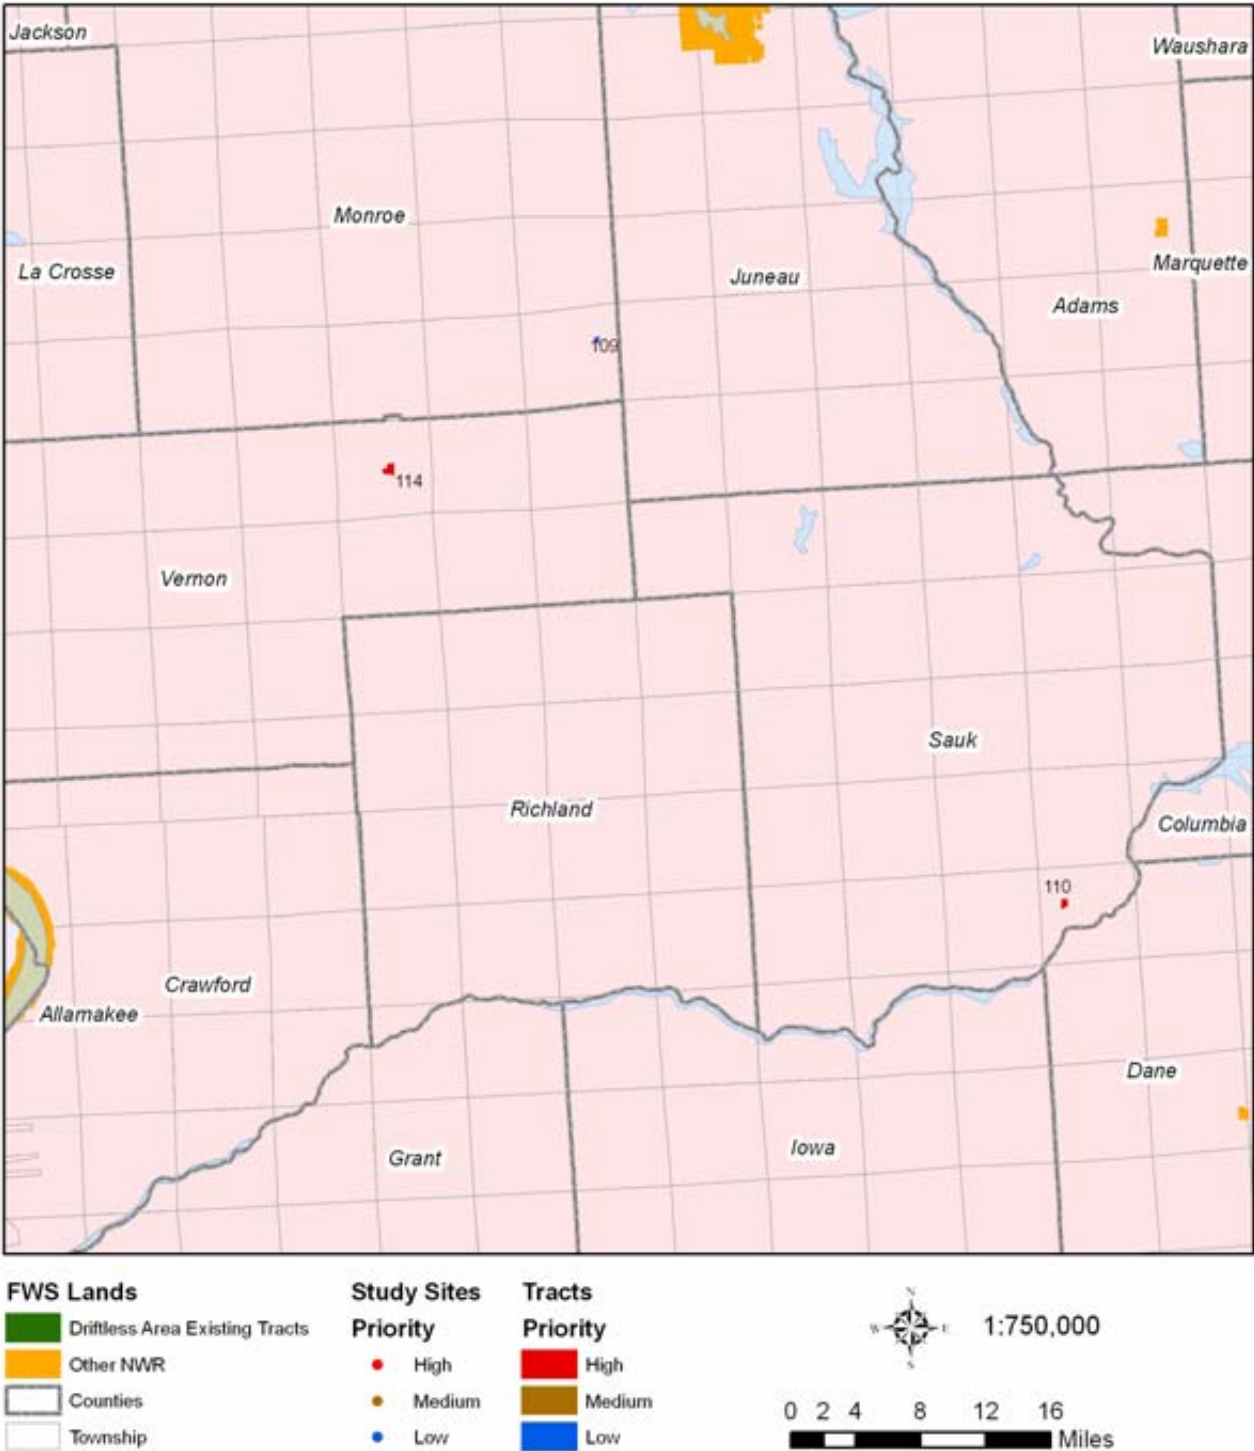 Jackson
Waushara
Monroe
La Crosse
Juneau
Marquette
Adams
109
114
Vernon
Sauk
Richland
Columbia
110
Crawford
Allamakee
Dane
Iowa
Grant
FWS Lands
Driftless Area Existing Tracts
Other NWR
Counties
Township
Study Sites
Priority
High
Medium
Low
Tracts
Priority
High
Medium
Low
N
W E
S
1:750,000
0 2 4 8 12 16
Miles